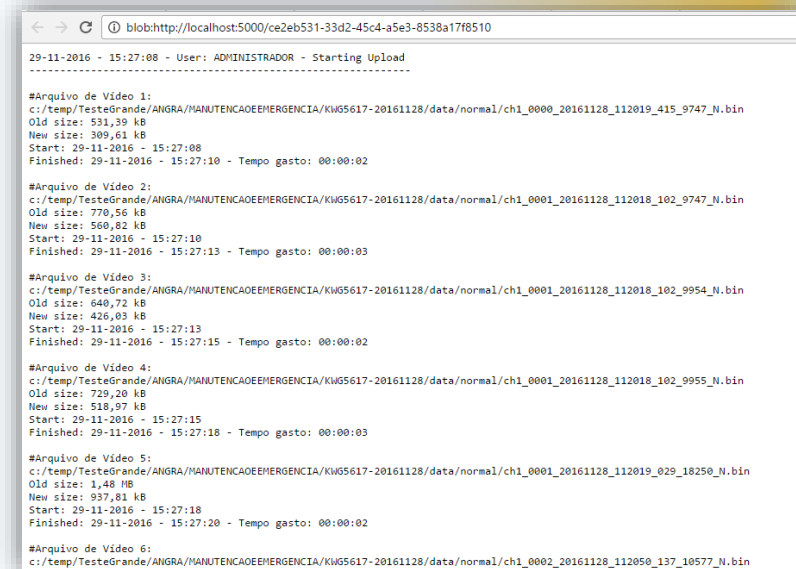 blob:http://localhost:5000/ce2eb531-33d2-45c4-a5e3-8538a17f8510
29-11-2016 - 15:27:08 - User: ADMINISTRADOR - Starting Upload
--------------------------------------------------------------
#Arquivo de Vídeo 1:
c:/temp/TesteGrande/ANGRA/MANUTENCAOEEMERGENCIA/KWG5617-20161128/data/normal/ch1_0000_20161128_112019_415_9747_N.bin
Old size: 531,39 kB
New size: 309,61 kB
Start: 29-11-2016 - 15:27:08
Finished: 29-11-2016 - 15:27:10 - Tempo gasto: 00:00:02
#Arquivo de Vídeo 2:
c:/temp/TesteGrande/ANGRA/MANUTENCAOEEMERGENCIA/KWG5617-20161128/data/normal/ch1_0001_20161128_112018_102_9747_N.bin
Old size: 770,56 kB
New size: 560,82 kB
Start: 29-11-2016 - 15:27:10
Finished: 29-11-2016 - 15:27:13 - Tempo gasto: 00:00:03
#Arquivo de Vídeo 3:
c:/temp/TesteGrande/ANGRA/MANUTENCAOEEMERGENCIA/KWG5617-20161128/data/normal/ch1_0001_20161128_112018_102_9954_N.bin
Old size: 640,72 kB
New size: 426,03 kB
Start: 29-11-2016 - 15:27:13
Finished: 29-11-2016 - 15:27:15 - Tempo gasto: 00:00:02
#Arquivo de Vídeo 4:
c:/temp/TesteGrande/ANGRA/MANUTENCAOEEMERGENCIA/KWG5617-20161128/data/normal/ch1_0001_20161128_112018_102_9955_N.bin
Old size: 729,20 kB
New size: 518,97 kB
Start: 29-11-2016 - 15:27:15
Finished: 29-11-2016 - 15:27:18 - Tempo gasto: 00:00:03
#Arquivo de Vídeo 5:
c:/temp/TesteGrande/ANGRA/MANUTENCAOEEMERGENCIA/KWG5617-20161128/data/normal/ch1_0001_20161128_112019_029_18250_N.bin
Old size: 1,48 MB
New size: 937,81 kB
Start: 29-11-2016 - 15:27:18
Finished: 29-11-2016 - 15:27:20 - Tempo gasto: 00:00:02
#Arquivo de Vídeo 6:
c:/temp/TesteGrande/ANGRA/MANUTENCAOEEMERGENCIA/KWG5617-20161128/data/normal/ch1_0002_20161128_112050_137_10577_N.bin